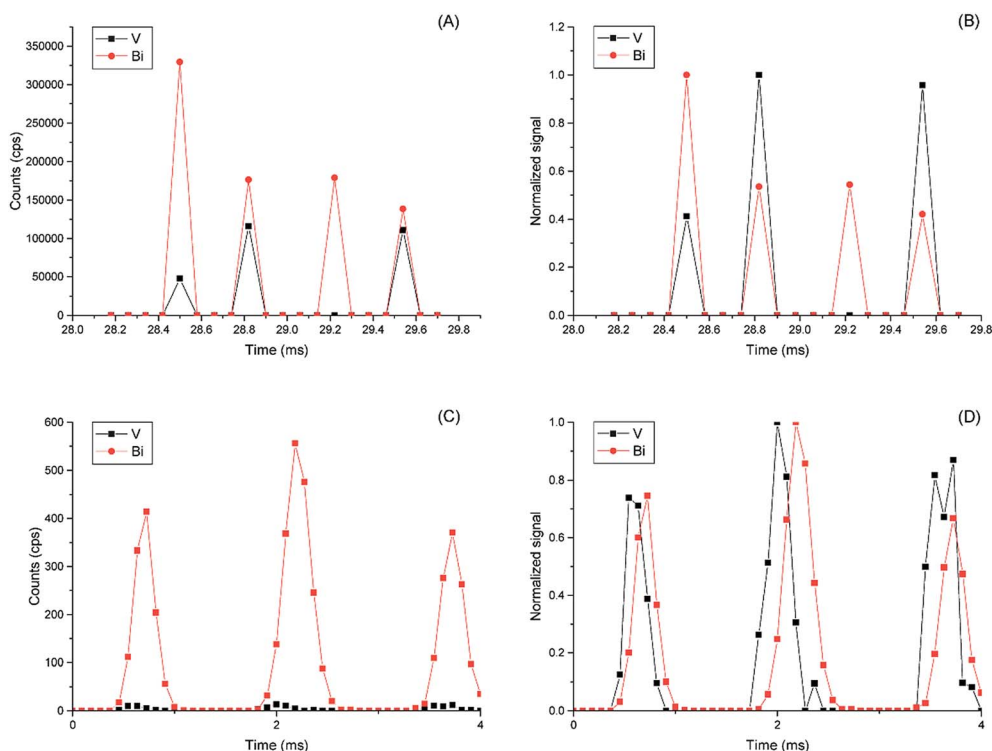 (A)
V
Bi
350000
300000
250000
200000
150000
100000
50000
0
Counts (cps)
28.0 28.2 28.4 28.6 28.8 29.0 29.2 29.4 29.6 29.8
Time (ms)
(B)
V
Bi
1.2
1.0
0.8
0.6
0.4
0.2
0.0
Normalized signal
28.0 28.2 28.4 28.6 28.8 29.0 29.2 29.4 29.6 29.8
Time (ms)
(C)
V
Bi
600
500
400
300
200
100
0
Counts (cps)
0 2 4
Time (ms)
(D)
V
Bi
1.0
0.8
0.6
0.4
0.2
0.0
Normalized signal
0 2 4
Time (ms)